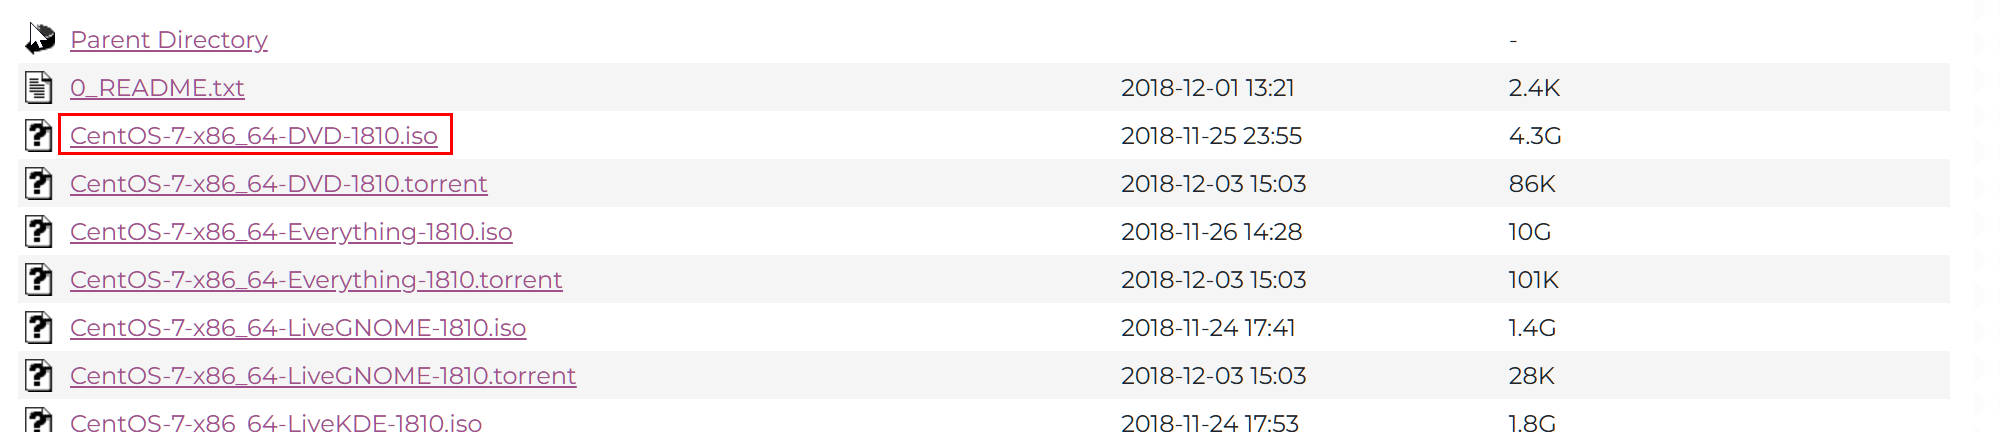 Parent Directory -
0_README.txt 2018-12-01 13:21 2.4K
CentOS-7-x86_64-DVD-1810.iso 2018-11-25 23:55 4.3G
CentOS-7-x86_64-DVD-1810.torrent 2018-12-03 15:03 86K
CentOS-7-x86_64-Everything-1810.iso 2018-11-26 14:28 10G
CentOS-7-x86_64-Everything-1810.torrent 2018-12-03 15:03 101K
CentOS-7-x86_64-LiveGNOME-1810.iso 2018-11-24 17:41 1.4G
CentOS-7-x86_64-LiveGNOME-1810.torrent 2018-12-03 15:03 28K
CentOS-7-x86_64-LiveKDE-1810.iso 2018-11-24 17:53 1.8G